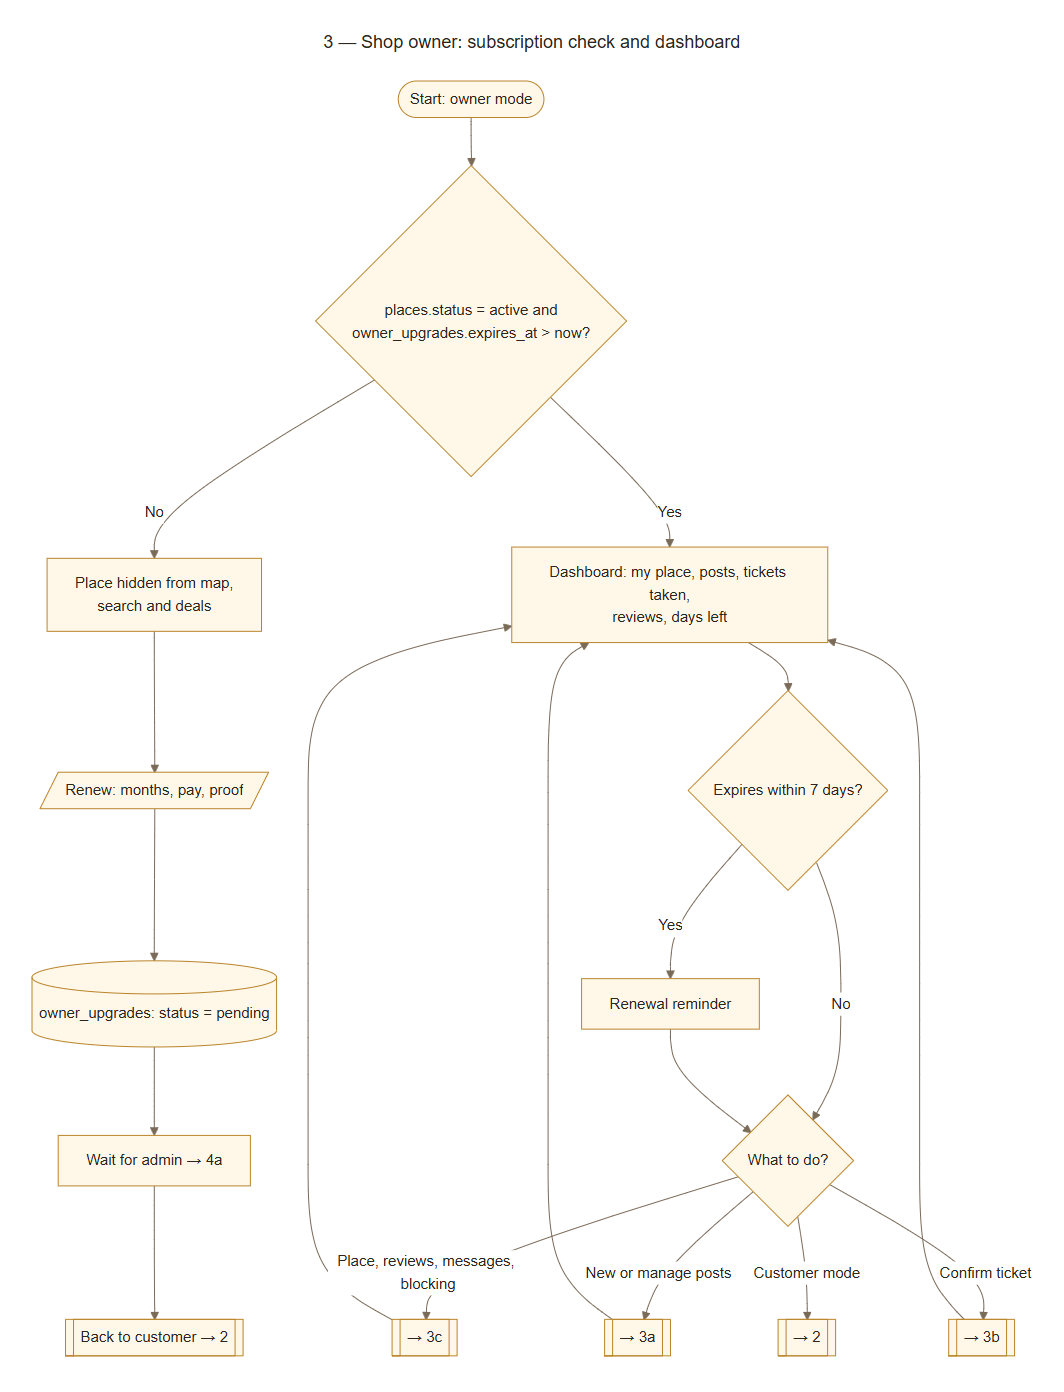 3 — Shop owner: subscription check and dashboard
Start: owner mode
places.status = active and
owner_upgrades.expires_at > now?
No
Yes
Place hidden from map,
search and deals
Dashboard: my place, posts, tickets
taken,
reviews, days left
Renew: months, pay, proof
Expires within 7 days?
Yes
No
owner_upgrades: status = pending
Renewal reminder
Wait for admin → 4a
What to do?
Place, reviews, messages,
blocking
New or manage posts
Customer mode
Confirm ticket
Back to customer → 2
→ 3c
→ 3a
→ 2
→ 3b